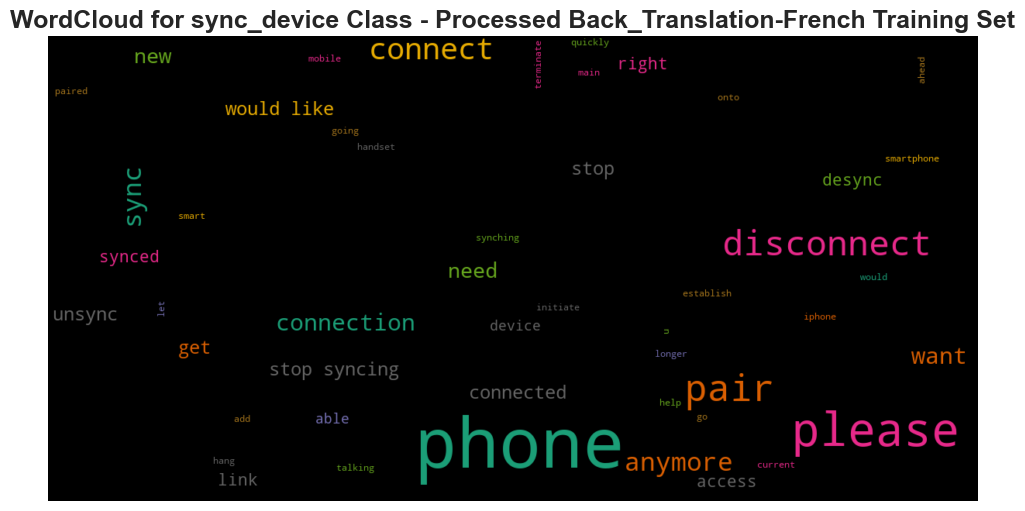 WordCloud for sync_device Class - Processed Back_Translation-French Training Set
new
mobile
connect
terminate
quickly
main
right
ahead
paired
would like
onto
going
handset
stop
smartphone
desync
sync
smart
synced
synching
need
disconnect
would
unsync
let
connection
initiate
device
establish
iphone
u
get
stop syncing
longer
want
connected
pair
help
add
able
phone
go
please
hang
link
talking
anymore
current
access